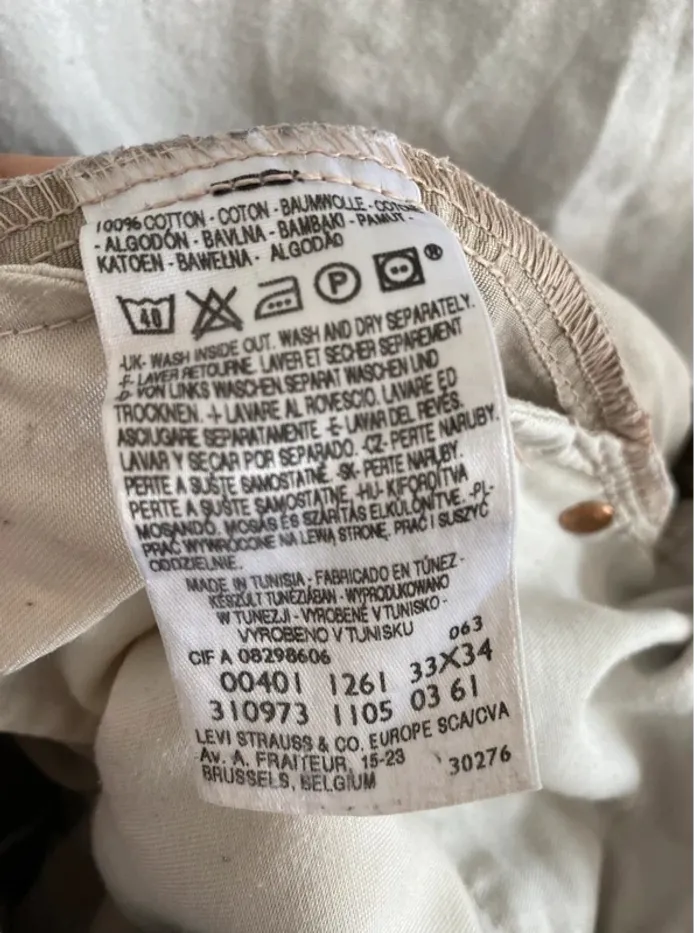 100% COTTON - COTON - BAUMWOLLE - COTONE
- ALGODÓN - BAVLNA - BAMBAKI - PAMUT -
KATOEN - BAWEŁNA - ALGODÃO
40 P ®
-UK- WASH INSIDE OUT. WASH AND DRY SEPARATELY.
-F- LAVER RETOURNE. LAVER ET SECHER SEPAREMENT
-D- VON LINKS WASCHEN. SEPARAT WASCHEN UND
TROCKNEN. -I- LAVARE AL ROVESCIO. LAVARE ED
ASCIUGARE SEPARATAMENTE. -E- LAVAR DEL REVÉS.
LAVAR Y SECAR POR SEPARADO. -CZ- PERTE NARUBY.
PERTE A SUŠTE SAMOSTATNĚ. -SK- PERTE NARUBY.
PERTE A SUŠTE SAMOSTATNE. -HU- KIFORDÍTVA
MOSANDÓ. MOSÁS ÉS SZÁRÍTÁS ELKÜLÖNÍTVE. -PL-
PRAĆ WYWRÓCONE NA LEWĄ STRONĘ. PRAĆ I SUSZYĆ
ODDZIELNIE.
MADE IN TUNISIA - FABRICADO EN TÚNEZ -
KÉSZÜLT TUNÉZIÁBAN - WYPRODUKOWANO
W TUNEZJI - VYROBENÉ V TUNISKO -
VYROBENO V TUNISKU 063
CIF A 08298606
00401 1261 33X34
310973 1105 03 61
LEVI STRAUSS & CO. EUROPE SCA/CVA
Av. A. FRAITEUR, 15-23 30276
BRUSSELS, BELGIUM